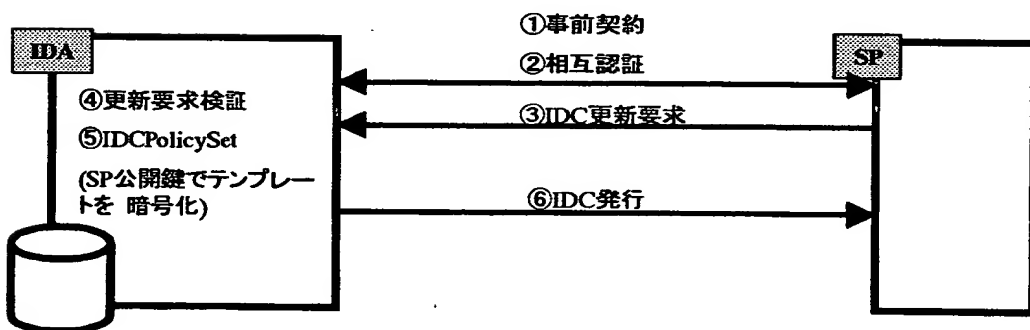 ①事前契約
IDA
SP
②相互認証
④更新要求検証
③IDC更新要求
⑤IDCPolicySet
(SP公開鍵でテンプレー
トを 暗号化)
⑥IDC発行